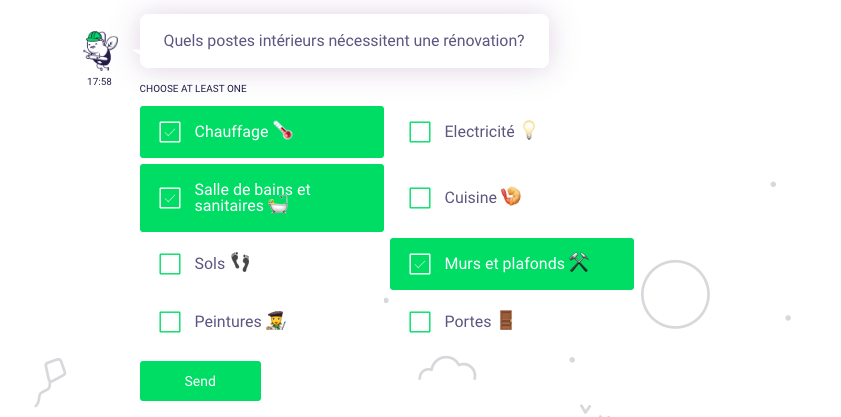 Quels postes intérieurs nécessitent une rénovation?
17:58
CHOOSE AT LEAST ONE
Chauffage
Electricité
Salle de bains et
sanitaires
Cuisine
Sols
Murs et plafonds
Peintures
Portes
Send